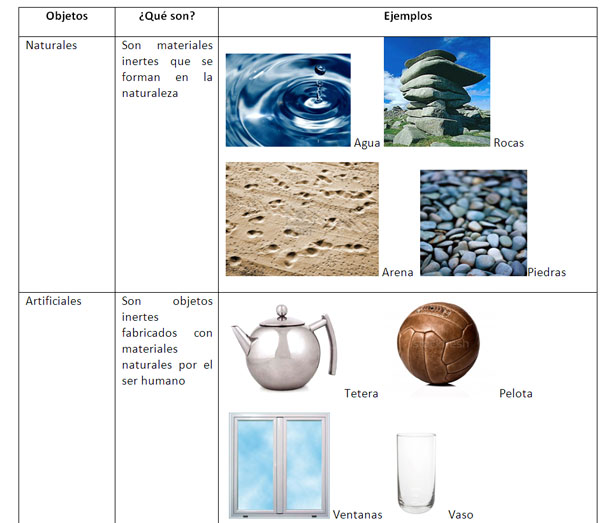 Objetos ¿Qué son? Ejemplos
Naturales
Son materiales
inertes que se
forman en la
naturaleza
Agua Rocas
Arena Piedras
Artificiales
Son objetos
inertes
fabricados con
materiales
naturales por el
ser humano
Tetera Pelota
Ventanas Vaso